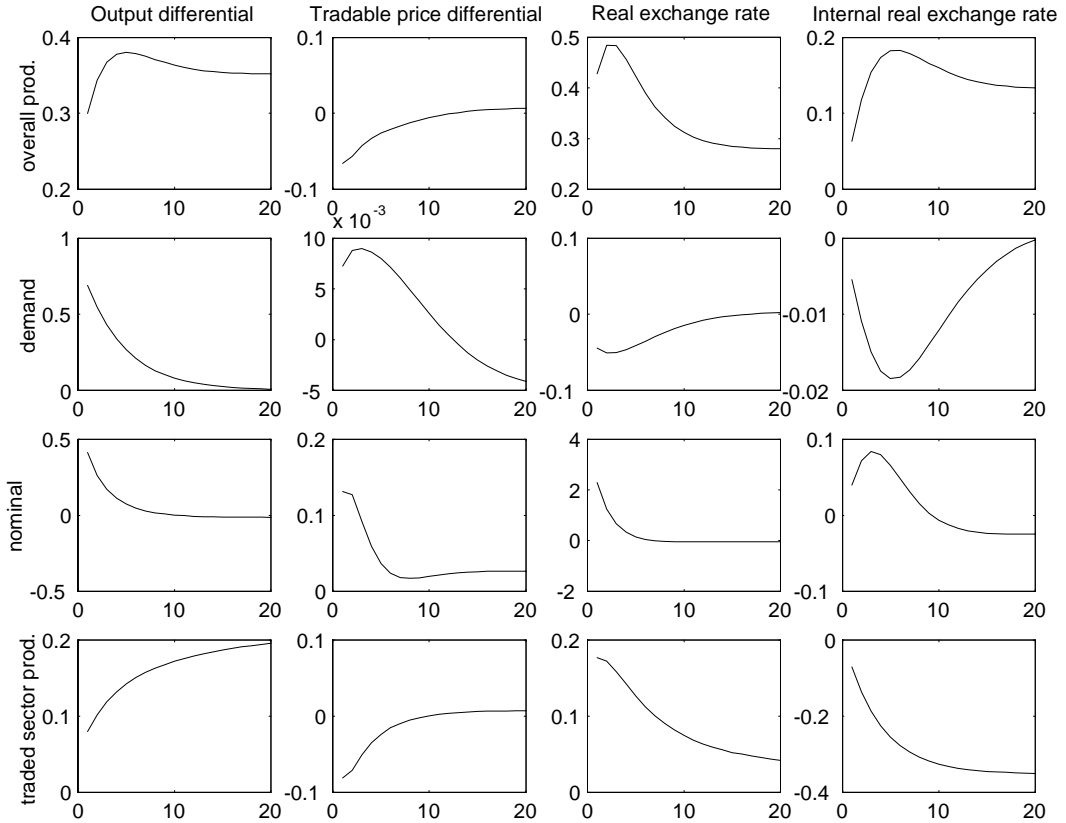 Output differential Tradable price differential Real exchange rate Internal real exchange rate
overall prod.
0.4
0.3
0.2
0 10 20
0.1
0
-0.1
0 10 20
0.5
0.4
0.3
0.2
0 10 20
0.2
0.1
0
0 10 20
demand
1
0.5
0
0 10 20
x 10 -3
10
5
0
-5
0 10 20
0.1
0
-0.1
0 10 20
0
-0.01
-0.02
0 10 20
nominal
0.5
0
-0.5
0 10 20
0.2
0.1
0
0 10 20
4
2
0
-2
0 10 20
0.1
0
-0.1
0 10 20
traded sector prod.
0.2
0.1
0
0 10 20
0.1
0
-0.1
0 10 20
0.2
0.1
0
0 10 20
0
-0.2
-0.4
0 10 20